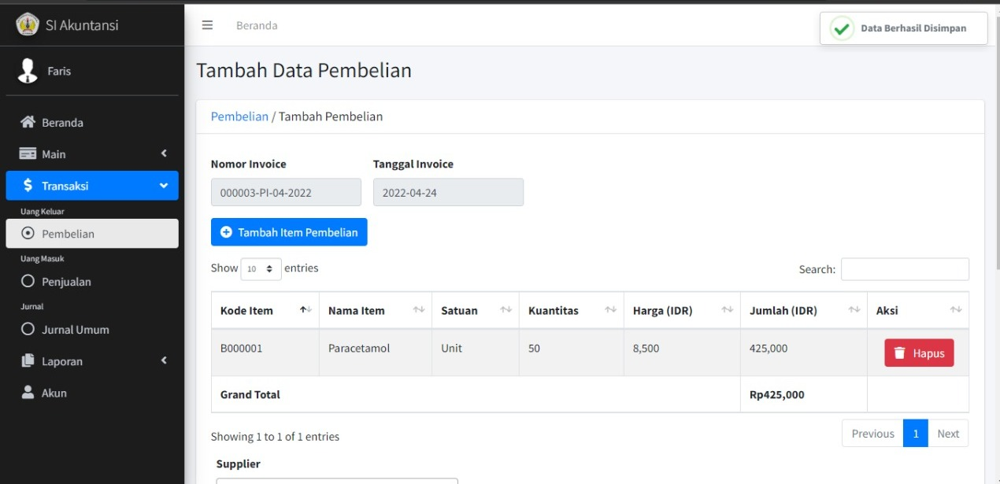 SI Akuntansi
Beranda
Data Berhasil Disimpan
Faris
Beranda
Main
Transaksi
Uang Keluar
Pembelian
Uang Masuk
Penjualan
Jurnal
Jurnal Umum
Laporan
Akun
Tambah Data Pembelian
Pembelian / Tambah Pembelian
Nomor Invoice Tanggal Invoice
000003-PI-04-2022 2022-04-24
Tambah Item Pembelian
Show 10 entries Search:
Kode Item Nama Item Satuan Kuantitas Harga (IDR) Jumlah (IDR) Aksi
B000001 Paracetamol Unit 50 8,500 425,000 Hapus
Grand Total Rp425,000
Showing 1 to 1 of 1 entries Previous 1 Next
Supplier